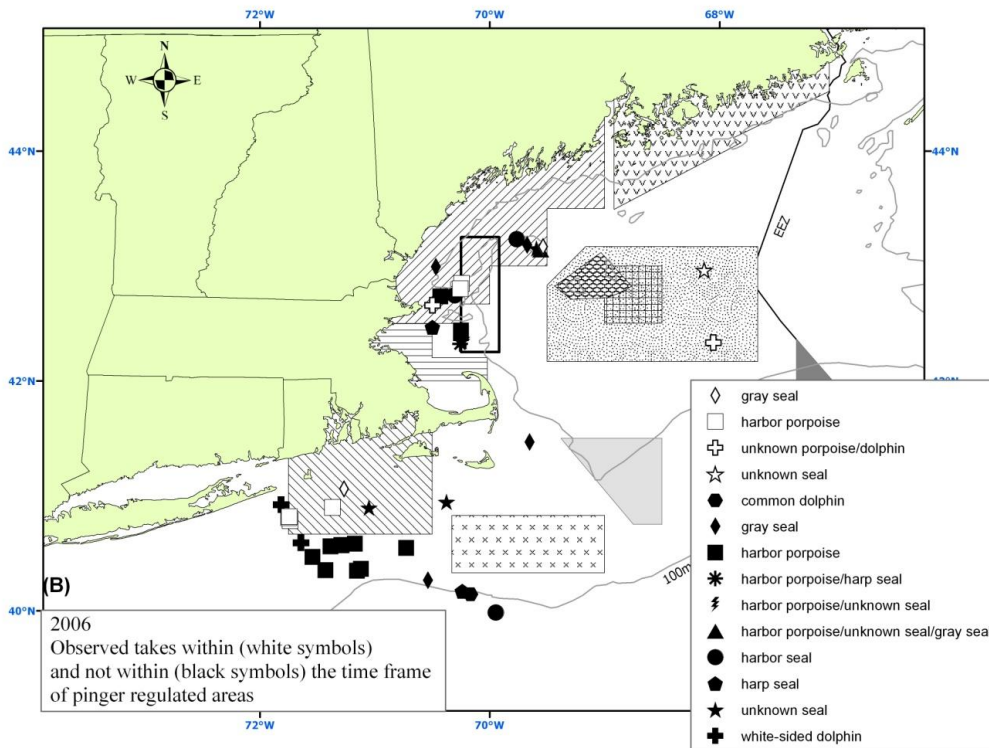 72°W 70°W 68°W
N
W E
S
44°N 44°N
EEZ
42°N 42°N
gray seal
harbor porpoise
unknown porpoise/dolphin
unknown seal
common dolphin
gray seal
harbor porpoise
harbor porpoise/harp seal
harbor porpoise/unknown seal
harbor porpoise/unknown seal/gray seal
harbor seal
harp seal
unknown seal
white-sided dolphin
100m
(B)
40°N
2006
Observed takes within (white symbols)
and not within (black symbols) the time frame
of pinger regulated areas
72°W 70°W